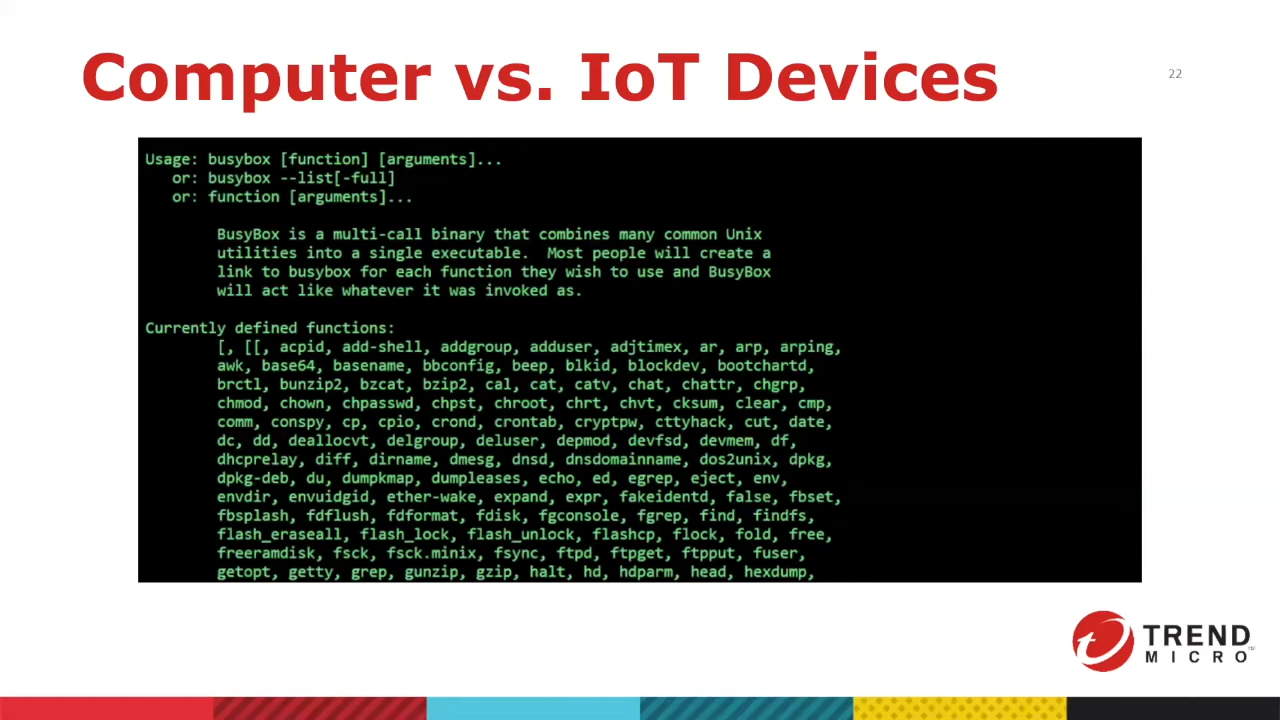 Computer vs. IoT Devices
22
Usage: busybox [function] [arguments]...
or: busybox --list[-full]
or: function [arguments]...
BusyBox is a multi-call binary that combines many common Unix
utilities into a single executable.  Most people will create a
link to busybox for each function they wish to use and BusyBox
will act like whatever it was invoked as.
Currently defined functions:
[, [[, acpid, add-shell, addgroup, adduser, adjtimex, ar, arp, arping,
awk, base64, basename, bbconfig, beep, blkid, blockdev, bootchartd,
brctl, bunzip2, bzcat, bzip2, cal, cat, catv, chat, chattr, chgrp,
chmod, chown, chpasswd, chpst, chroot, chrt, chvt, cksum, clear, cmp,
comm, conspy, cp, cpio, crond, crontab, cryptpw, cttyhack, cut, date,
dc, dd, deallocvt, delgroup, deluser, depmod, devfsd, devmem, df,
dhcprelay, diff, dirname, dmesg, dnsd, dnsdomainname, dos2unix, dpkg,
dpkg-deb, du, dumpkmap, dumpleases, echo, ed, egrep, eject, env,
envdir, envuidgid, ether-wake, expand, expr, fakeidentd, false, fbset,
fbsplash, fdflush, fdformat, fdisk, fgconsole, fgrep, find, findfs,
flash_eraseall, flash_lock, flash_unlock, flashcp, flock, fold, free,
freeramdisk, fsck, fsck.minix, fsync, ftpd, ftpget, ftpput, fuser,
getopt, getty, grep, gunzip, gzip, halt, hd, hdparm, head, hexdump,
TREND
MICRO™